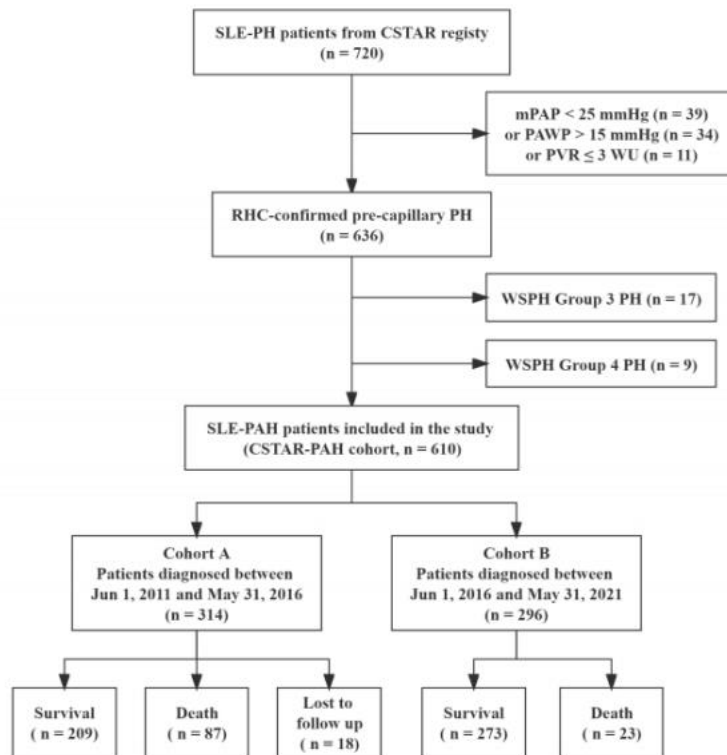 SLE-PH patients from CSTAR registy
(n = 720)
mPAP < 25 mmHg (n = 39)
or PAWP > 15 mmHg (n = 34)
or PVR ≤ 3 WU (n = 11)
RHC-confirmed pre-capillary PH
(n = 636)
WSPH Group 3 PH (n = 17)
WSPH Group 4 PH (n = 9)
SLE-PAH patients included in the study
(CSTAR-PAH cohort, n = 610)
Cohort A
Patients diagnosed between
Jun 1, 2011 and May 31, 2016
(n = 314)
Cohort B
Patients diagnosed between
Jun 1, 2016 and May 31, 2021
(n = 296)
Survival
( n = 209)
Death
( n = 87)
Lost to
follow up
( n = 18)
Survival
( n = 273)
Death
( n = 23)